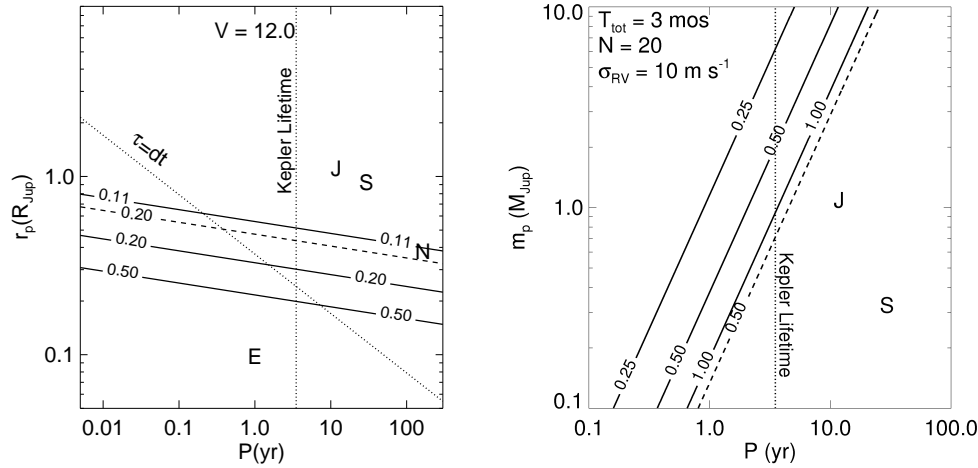 V = 12.0
Kepler Lifetime
τ=dt
J
S
N
E
0.11
0.11
0.20
0.20
0.20
0.50
0.50
1.0
0.1
r_p(R_Jup)
0.01
0.1
1.0
10
100
P(yr)
T_tot = 3 mos
N = 20
σ_RV = 10 m s⁻¹
0.25
0.50
1.00
Kepler Lifetime
J
S
0.50
0.25
0.50
1.00
10.0
1.0
0.1
m_p (M_Jup)
0.1
1.0
10.0
100.0
P (yr)